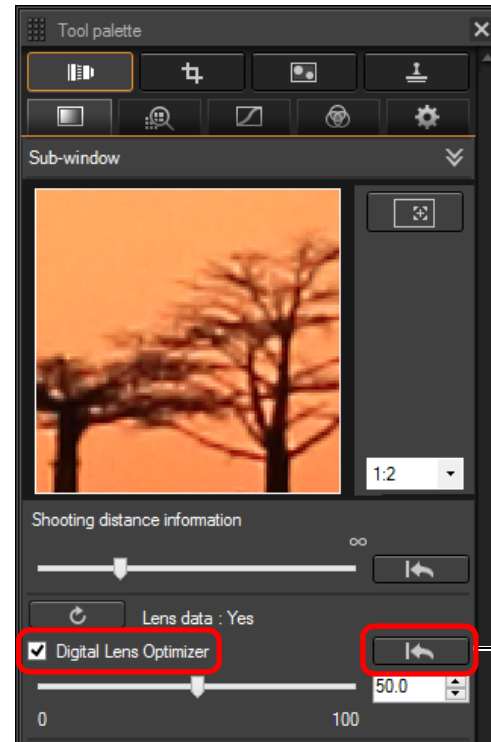 Tool palette
Sub-window
1:2
Shooting distance information
∞
Lens data : Yes
Digital Lens Optimizer
50.0
0 100